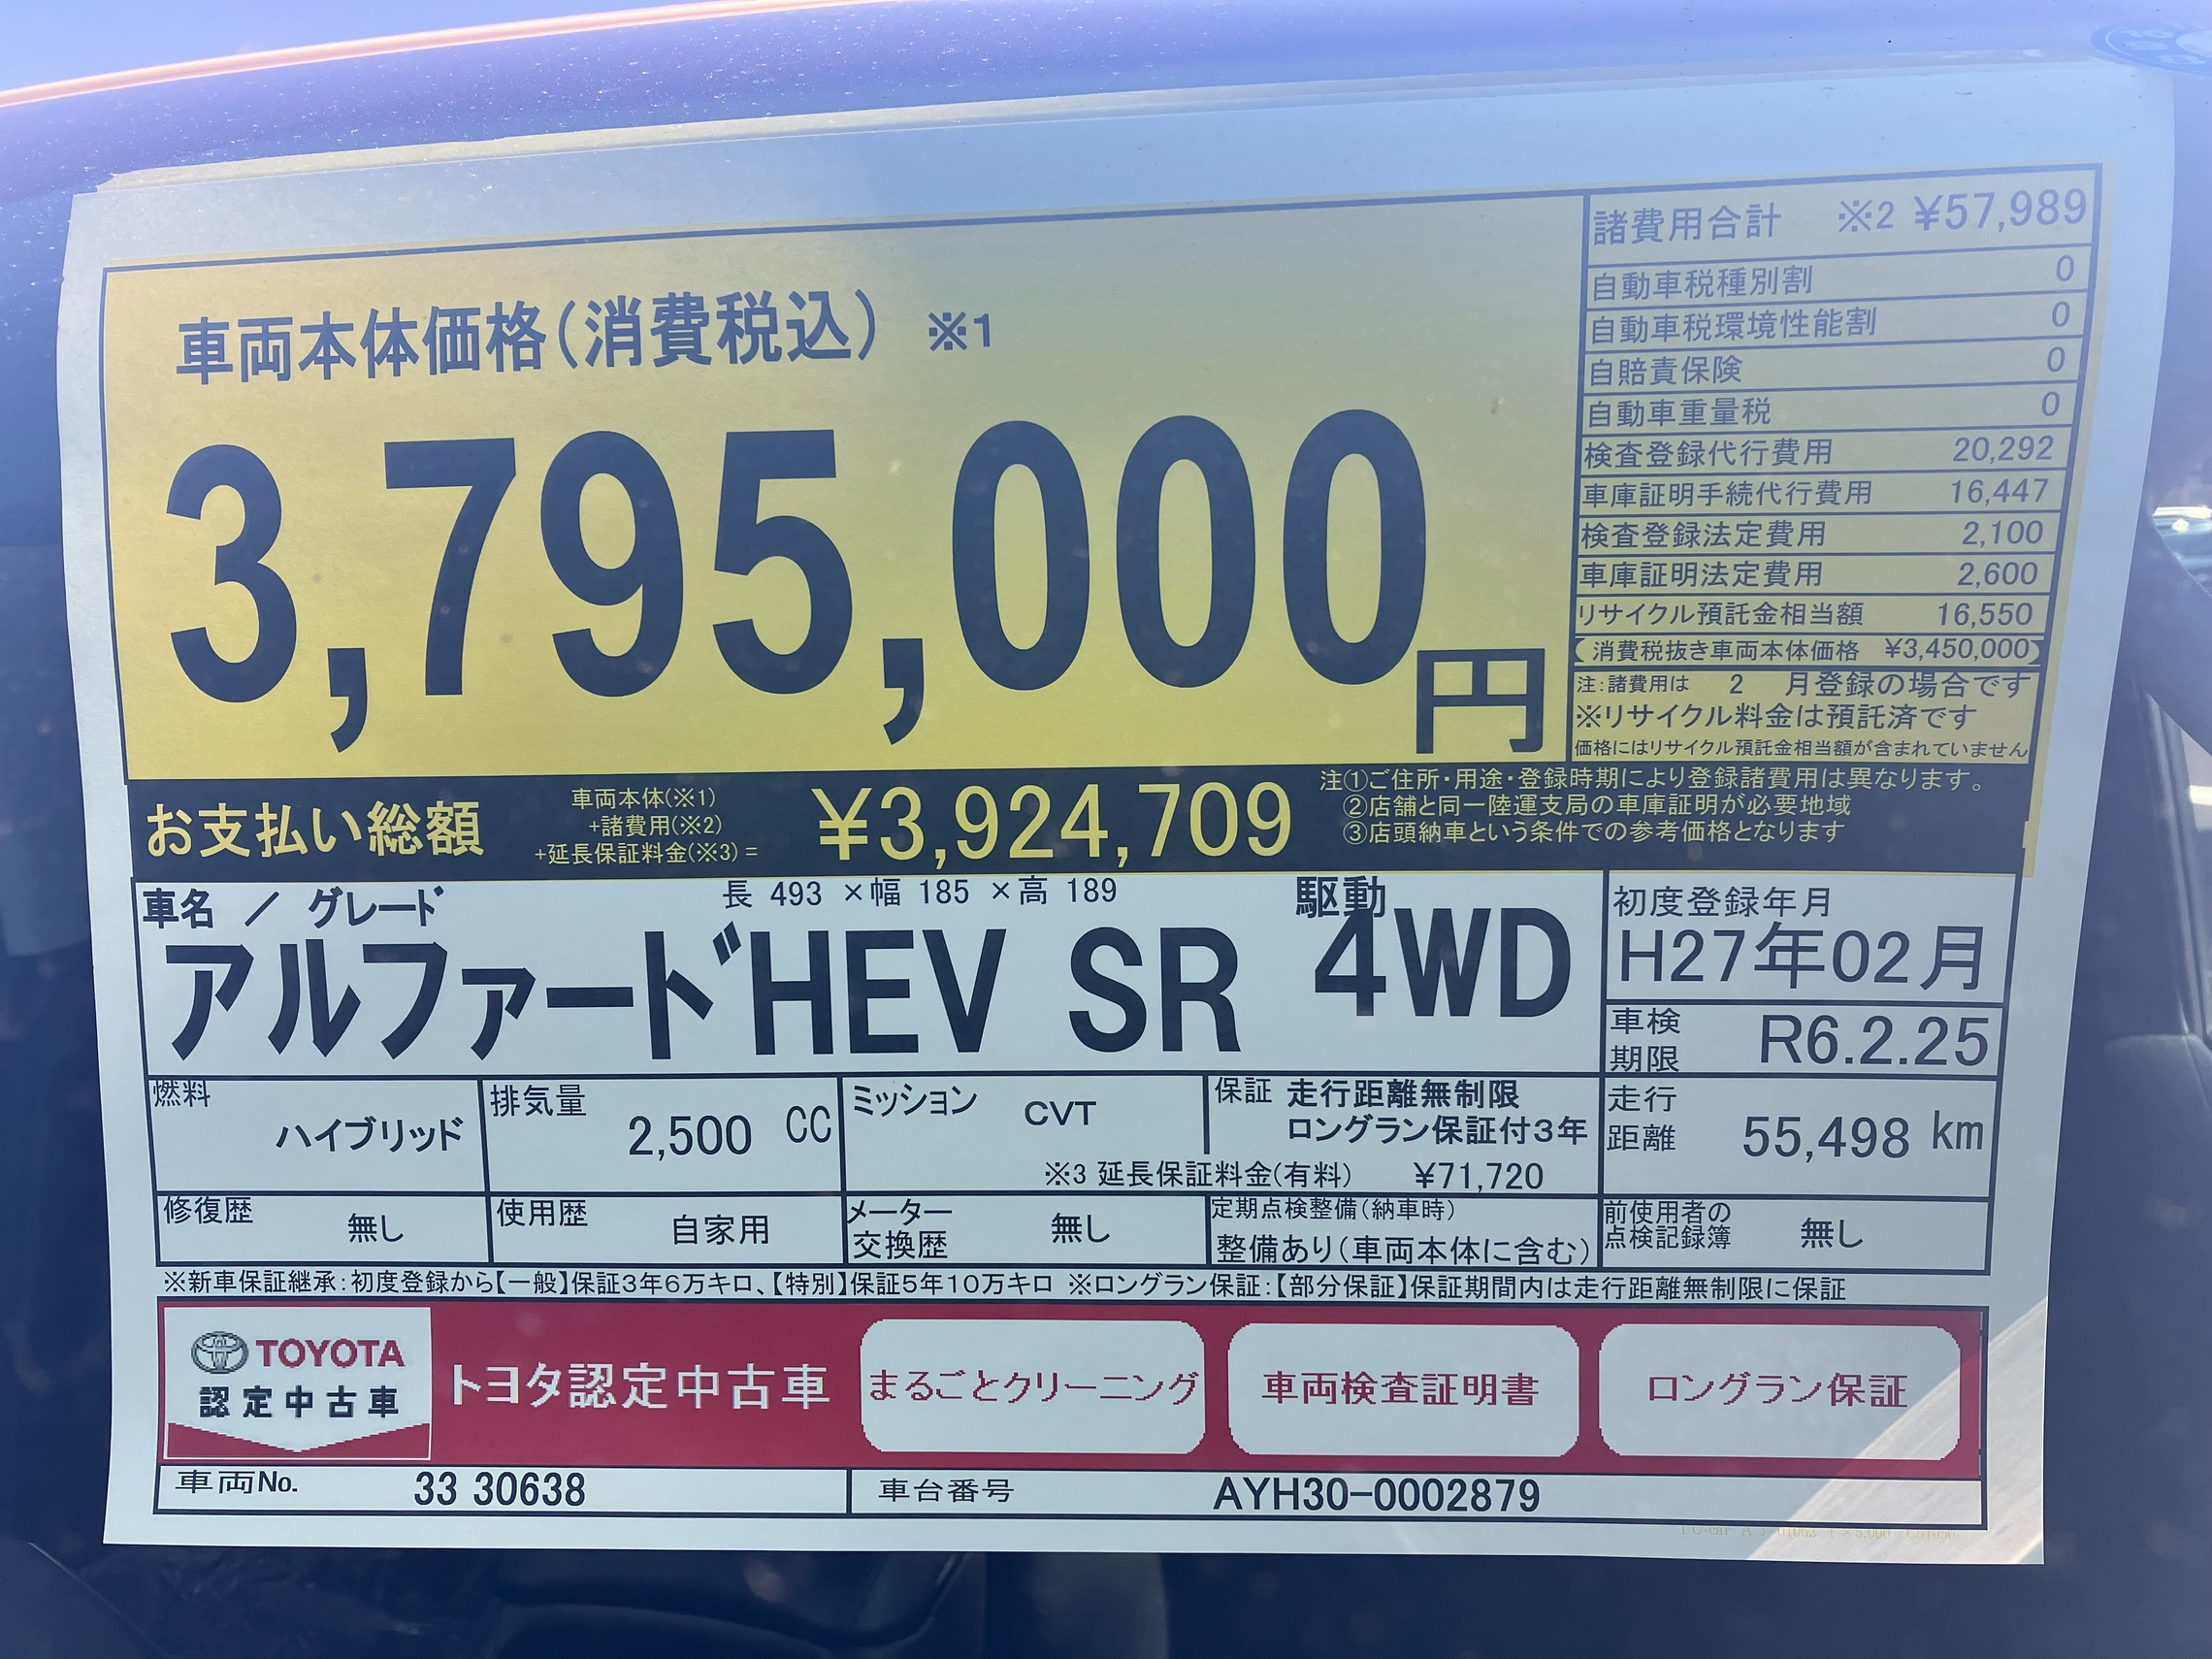 車両本体価格(消費税込) ※1
3,795,000円
諸費用合計 ※2 ¥57,989
自動車税種別割 0
自動車税環境性能割 0
自賠責保険 0
自動車重量税 0
検査登録代行費用 20,292
車庫証明手続代行費用 16,447
検査登録法定費用 2,100
車庫証明法定費用 2,600
リサイクル預託金相当額 16,550
(消費税抜き車両本体価格 ¥3,450,000)
注:諸費用は 2 月登録の場合です
※リサイクル料金は預託済です
価格にはリサイクル預託金相当額が含まれていません
お支払い総額
車両本体(※1)
+諸費用(※2)
+延長保証料金(※3)=
¥3,924,709
注①ご住所・用途・登録時期により登録諸費用は異なります。
②店舗と同一陸運支局の車庫証明が必要地域
③店頭納車という条件での参考価格となります
車名 / グレード 長 493 ×幅 185 ×高 189 駆動
アルファードHEV SR 4WD
初度登録年月
H27年02月
車検期限 R6.2.25
燃料 ハイブリッド
排気量 2,500 CC
ミッション CVT
保証 走行距離無制限
ロングラン保証付3年
※3 延長保証料金(有料) ¥71,720
走行距離 55,498 km
修復歴 無し
使用歴 自家用
メーター交換歴 無し
定期点検整備(納車時)
整備あり(車両本体に含む)
前使用者の点検記録簿 無し
※新車保証継承:初度登録から【一般】保証3年6万キロ、【特別】保証5年10万キロ ※ロングラン保証:【部分保証】保証期間内は走行距離無制限に保証
TOYOTA
認定中古車
トヨタ認定中古車
まるごとクリーニング
車両検査証明書
ロングラン保証
車両No. 33 30638
車台番号 AYH30-0002879